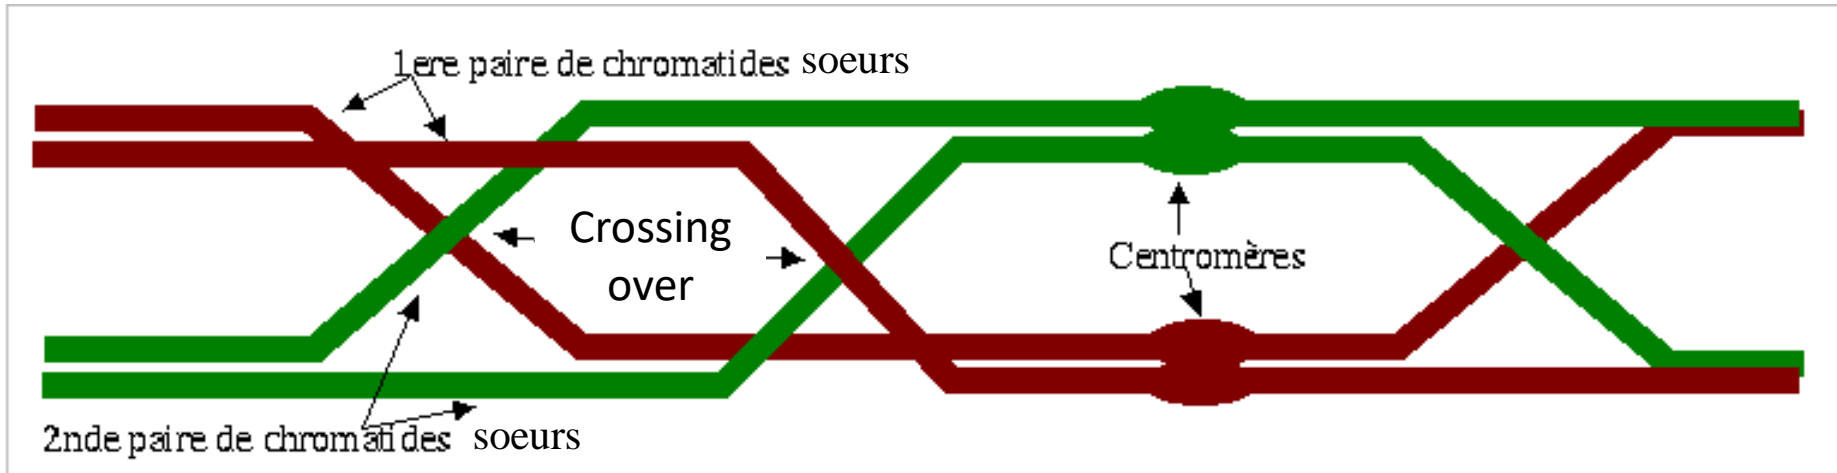 1ere paire de chromatides soeurs
Crossing
over
Centromères
2nde paire de chromatides soeurs